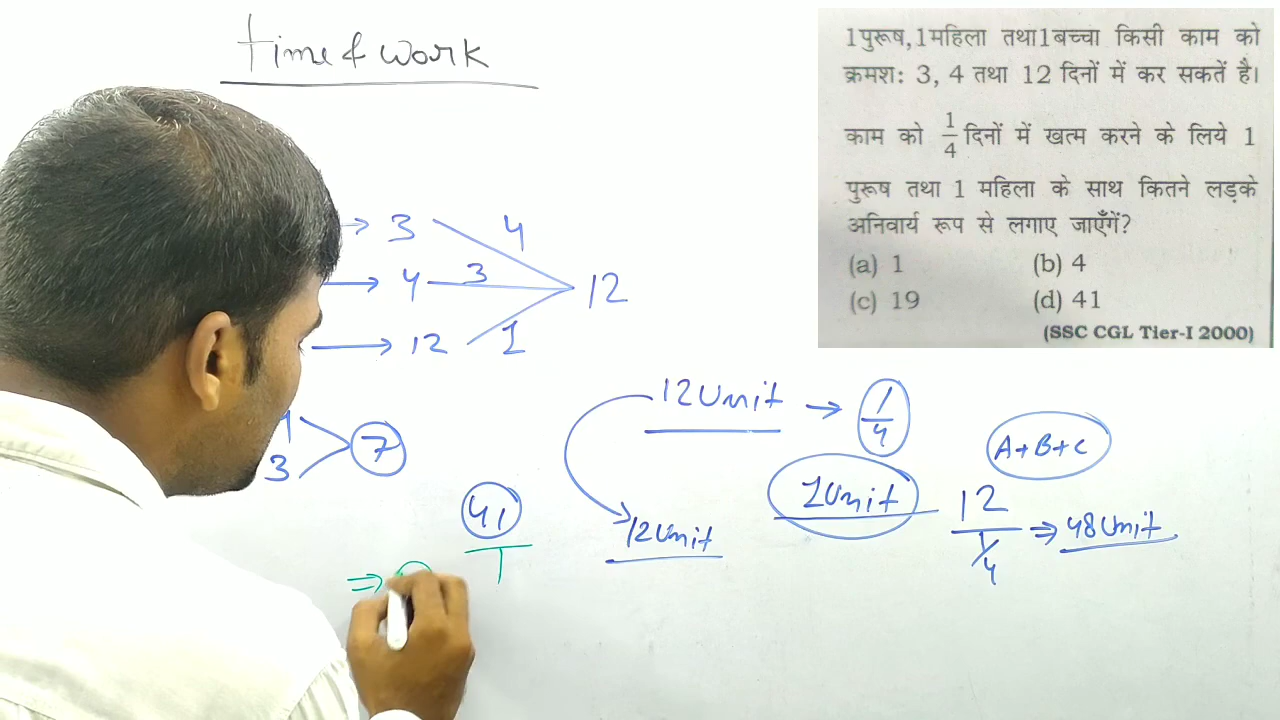 time & work
1पुरूष,1महिला तथा1बच्चा किसी काम को
क्रमश: 3, 4 तथा 12 दिनों में कर सकतें है।
काम को 1/4 दिनों में खत्म करने के लिये 1
पुरूष तथा 1 महिला के साथ कितने लड़के
अनिवार्य रूप से लगाए जाएँगें?
(a) 1 (b) 4
(c) 19 (d) 41
(SSC CGL Tier-I 2000)
→ 3 4
→ 4 3 12
→ 12 1
12 Unit → 1/4
3 7
A+B+C
1 Unit
41/1
12 Unit
12/(1/4) ⇒ 48 Unit
⇒